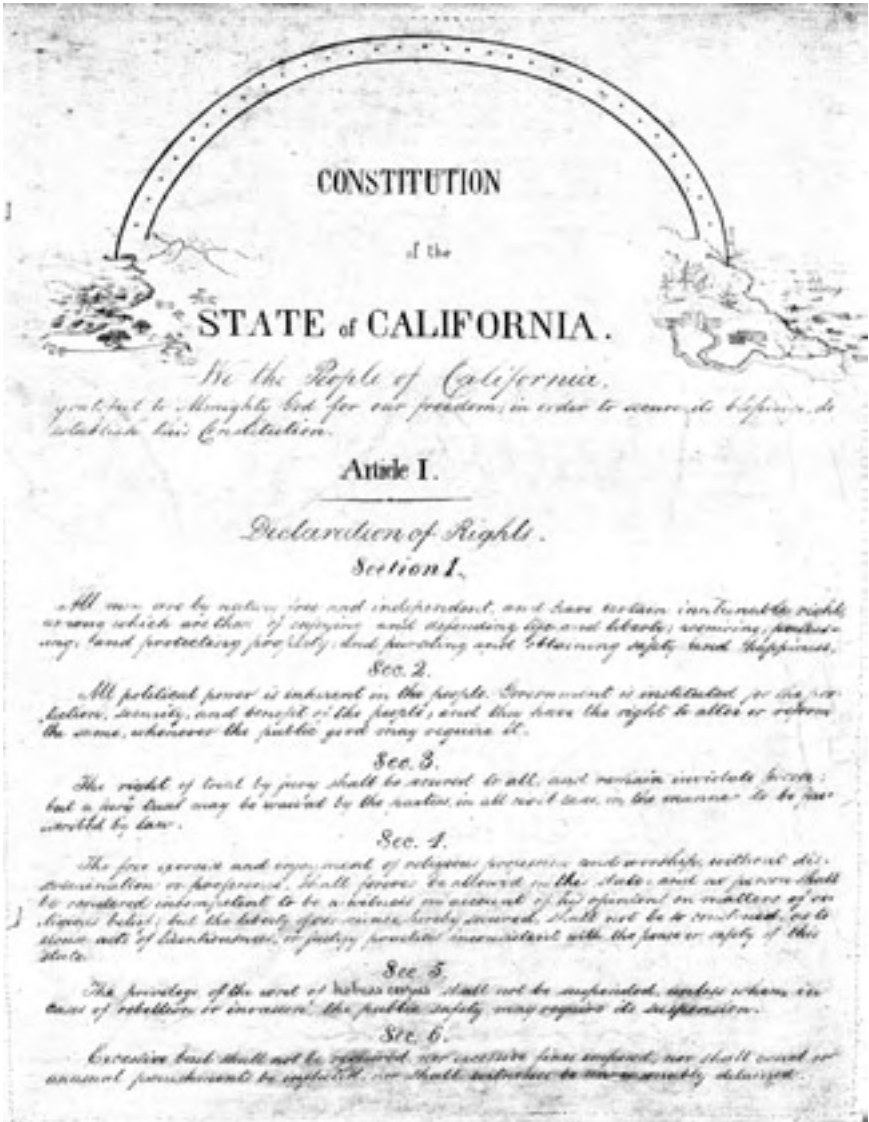 CONSTITUTION
of the
STATE of CALIFORNIA.
We the People of California,
grateful to Almighty God for our freedom, in order to secure its blessings, do
establish this Constitution.
Article I.
Declaration of Rights.
Section 1.
All men are by nature free and independent, and have certain inalienable rights,
among which are those of enjoying and defending life and liberty; acquiring, possess-
ing, and protecting property; and pursuing and obtaining safety and happiness.
Sec. 2.
All political power is inherent in the people. Government is instituted for the pro-
tection, security, and benefit of the people; and they have the right to alter or reform
the same, whenever the public good may require it.
Sec. 3.
The right of trial by jury shall be secured to all, and remain inviolate forever;
but a jury trial may be waived by the parties, in all civil cases, in the manner to be pre-
scribed by law.
Sec. 4.
The free exercise and enjoyment of religious profession and worship, without dis-
crimination or preference, shall forever be allowed in this state; and no person shall
be rendered incompetent to be a witness on account of his opinions on matters of re-
ligious belief; but the liberty of conscience, hereby secured, shall not be so construed, as to
excuse acts of licentiousness, or justify practices inconsistent with the peace or safety of this
State.
Sec. 5.
The privilege of the writ of habeas corpus shall not be suspended, unless when, in
cases of rebellion or invasion, the public safety may require its suspension.
Sec. 6.
Excessive bail shall not be required, nor excessive fines imposed, nor shall cruel or
unusual punishments be inflicted, nor shall witnesses be unreasonably detained.